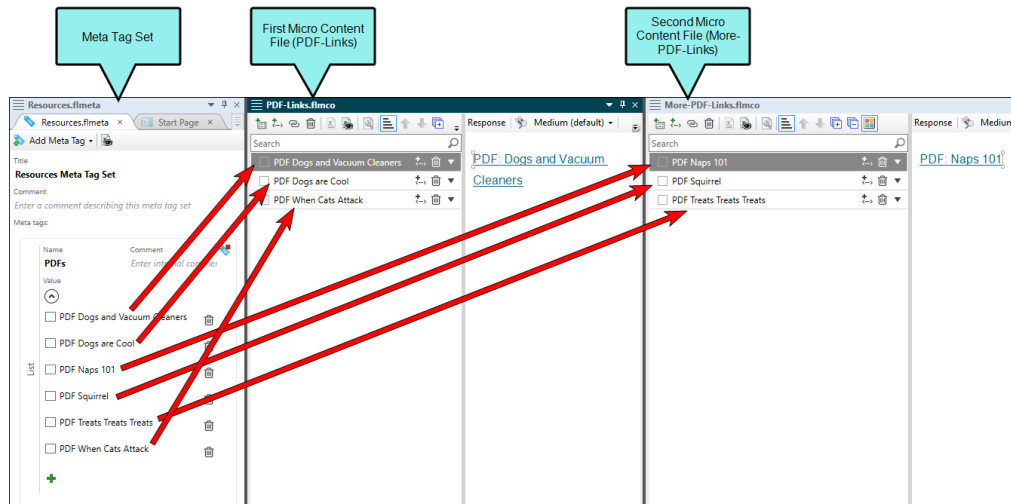 Meta Tag Set
First Micro Content
File (PDF-Links)
Second Micro
Content File (More-
PDF-Links)
Resources.flmeta
Resources.flmeta
Start Page
Add Meta Tag
Title
Resources Meta Tag Set
Comment
Enter a comment describing this meta tag set
Meta tags:
Name Comment
PDFs Enter internal
Value
List
PDF Dogs and Vacuum Cleaners
PDF Dogs are Cool
PDF Naps 101
PDF Squirrel
PDF Treats Treats Treats
PDF When Cats Attack
PDF-Links.flmco
Response Medium (default)
Search
PDF Dogs and Vacuum Cleaners
PDF Dogs are Cool
PDF When Cats Attack
PDF: Dogs and Vacuum
Cleaners
More-PDF-Links.flmco
Response Medium
Search
PDF Naps 101
PDF Squirrel
PDF Treats Treats Treats
PDF: Naps 101